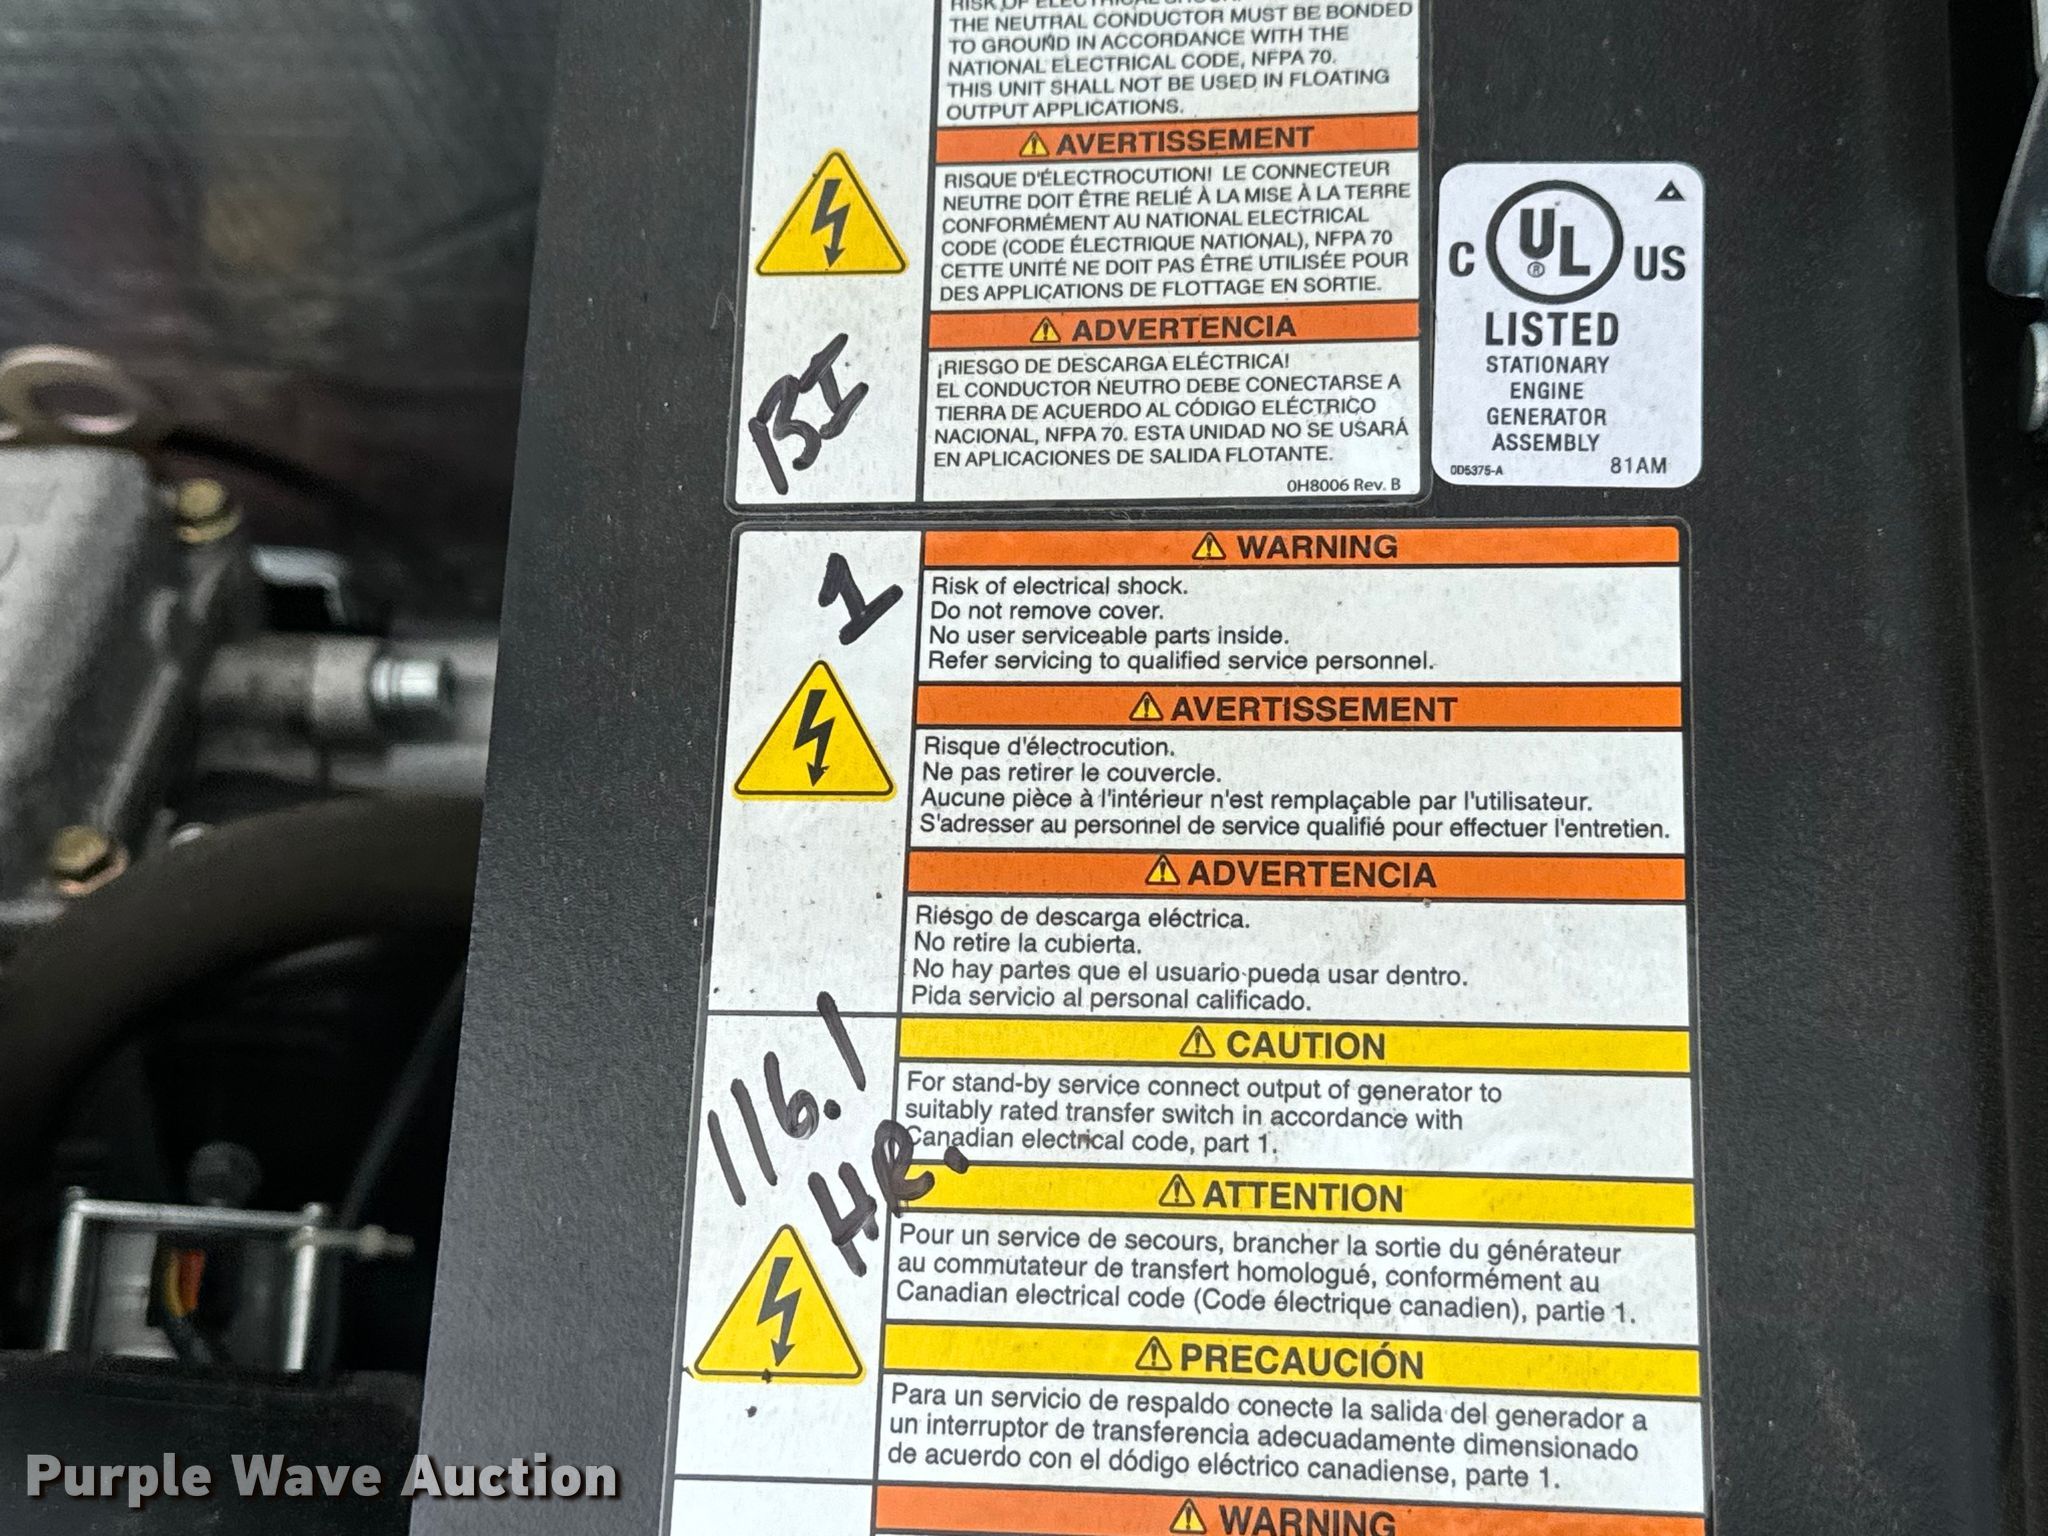 RISK OF ELECTRICAL SHOCK!
THE NEUTRAL CONDUCTOR MUST BE BONDED
TO GROUND IN ACCORDANCE WITH THE
NATIONAL ELECTRICAL CODE, NFPA 70.
THIS UNIT SHALL NOT BE USED IN FLOATING
OUTPUT APPLICATIONS.
AVERTISSEMENT
RISQUE D'ÉLECTROCUTION! LE CONNECTEUR
NEUTRE DOIT ÊTRE RELIÉ À LA MISE À LA TERRE
CONFORMÉMENT AU NATIONAL ELECTRICAL
CODE (CODE ÉLECTRIQUE NATIONAL), NFPA 70
CETTE UNITÉ NE DOIT PAS ÊTRE UTILISÉE POUR
DES APPLICATIONS DE FLOTTAGE EN SORTIE.
ADVERTENCIA
¡RIESGO DE DESCARGA ELÉCTRICA!
EL CONDUCTOR NEUTRO DEBE CONECTARSE A
TIERRA DE ACUERDO AL CÓDIGO ELÉCTRICO
NACIONAL, NFPA 70. ESTA UNIDAD NO SE USARÁ
EN APLICACIONES DE SALIDA FLOTANTE.
0H8006 Rev. B
C UL ® US
LISTED
STATIONARY
ENGINE
GENERATOR
ASSEMBLY
0D5375-A 81AM
1
WARNING
Risk of electrical shock.
Do not remove cover.
No user serviceable parts inside.
Refer servicing to qualified service personnel.
AVERTISSEMENT
Risque d'électrocution.
Ne pas retirer le couvercle.
Aucune pièce à l'intérieur n'est remplaçable par l'utilisateur.
S'adresser au personnel de service qualifié pour effectuer l'entretien.
ADVERTENCIA
Riesgo de descarga eléctrica.
No retire la cubierta.
No hay partes que el usuario pueda usar dentro.
Pida servicio al personal calificado.
116.1
HR.
CAUTION
For stand-by service connect output of generator to
suitably rated transfer switch in accordance with
Canadian electrical code, part 1.
ATTENTION
Pour un service de secours, brancher la sortie du générateur
au commutateur de transfert homologué, conformément au
Canadian electrical code (Code électrique canadien), partie 1.
PRECAUCIÓN
Para un servicio de respaldo conecte la salida del generador a
un interruptor de transferencia adecuadamente dimensionado
de acuerdo con el dódigo eléctrico canadiense, parte 1.
WARNING
Purple Wave Auction